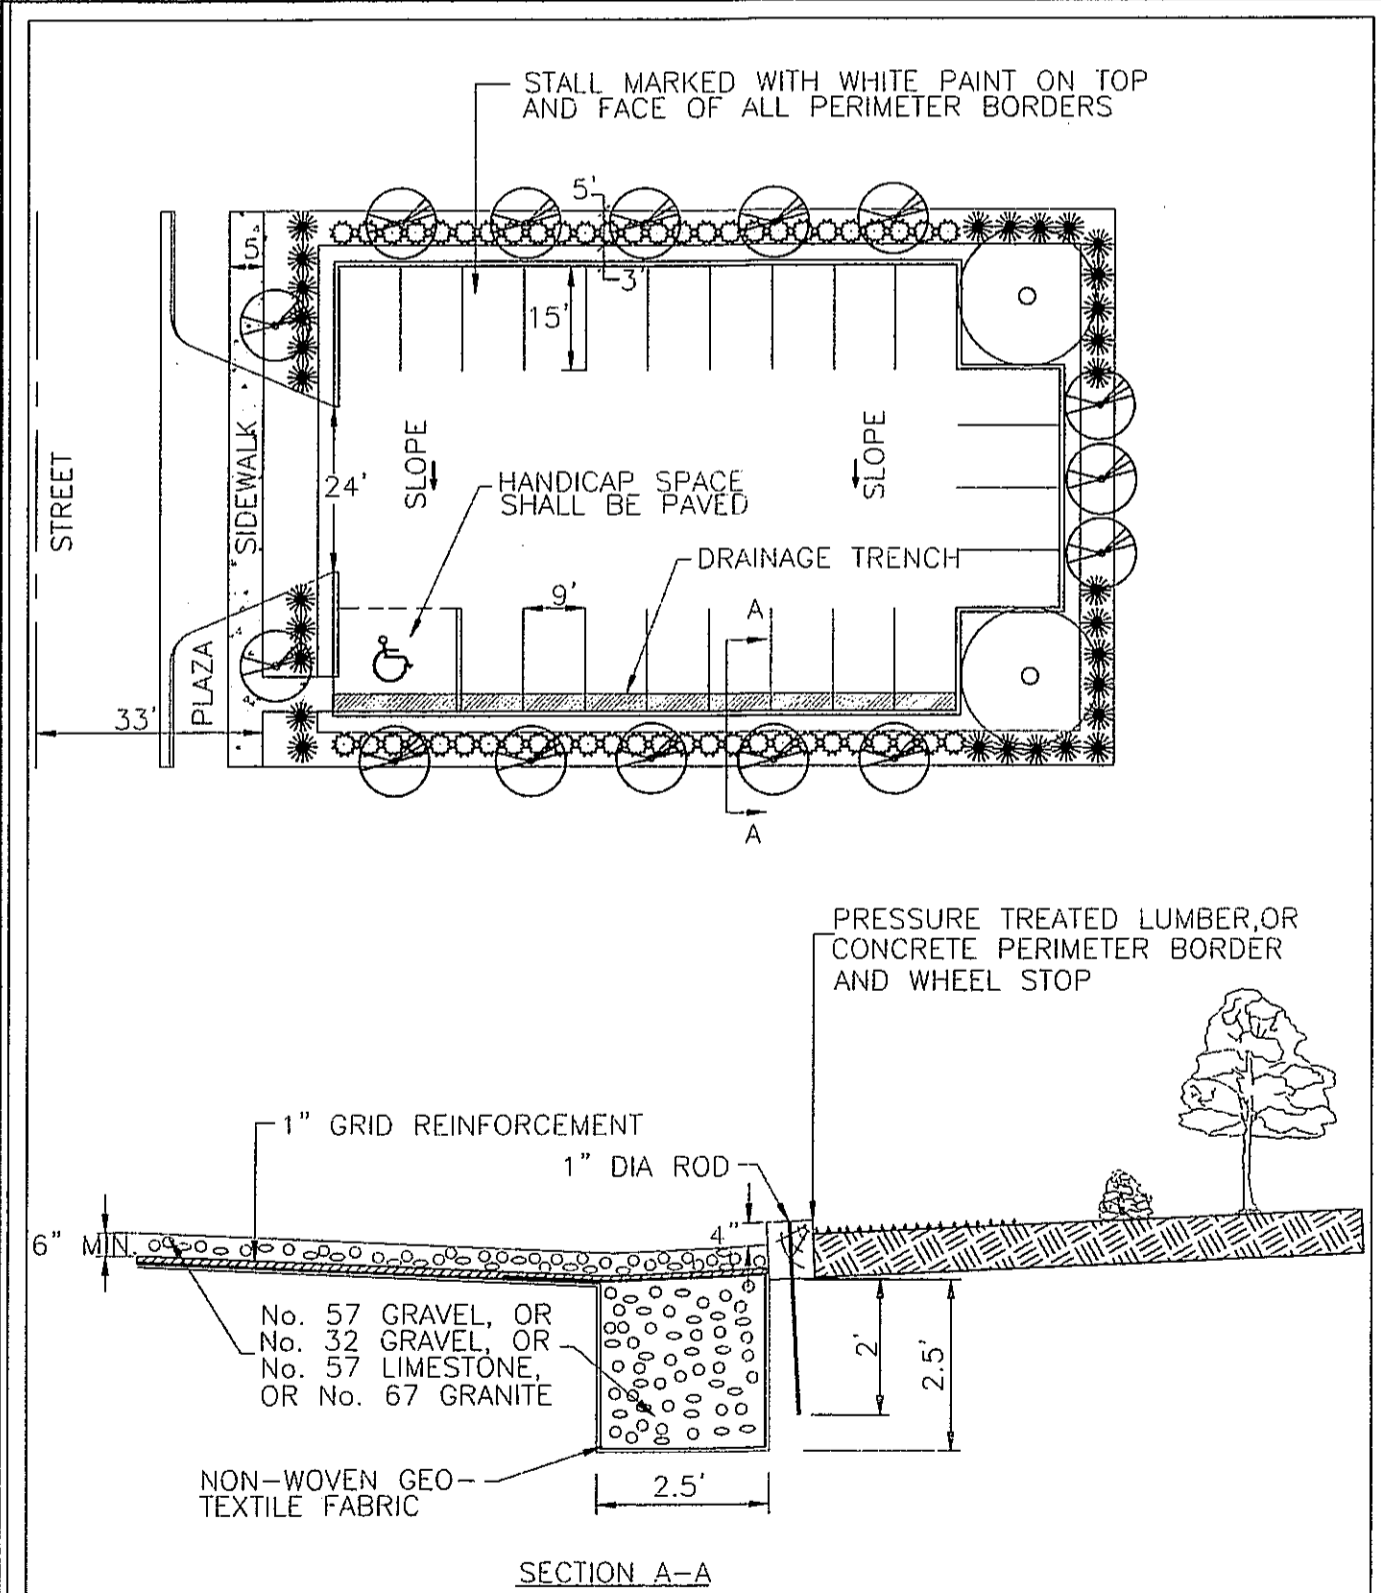 STALL MARKED WITH WHITE PAINT ON TOP
AND FACE OF ALL PERIMETER BORDERS
5'
5'
3'
15'
STREET
SIDEWALK
24'
SLOPE
SLOPE
HANDICAP SPACE
SHALL BE PAVED
DRAINAGE TRENCH
9'
A
PLAZA
33'
A
PRESSURE TREATED LUMBER,OR
CONCRETE PERIMETER BORDER
AND WHEEL STOP
1" GRID REINFORCEMENT
1" DIA ROD
6" MIN.
4"
No. 57 GRAVEL, OR
No. 32 GRAVEL, OR
No. 57 LIMESTONE,
OR No. 67 GRANITE
2'
2.5'
NON-WOVEN GEO-
TEXTILE FABRIC
2.5'
SECTION A-A